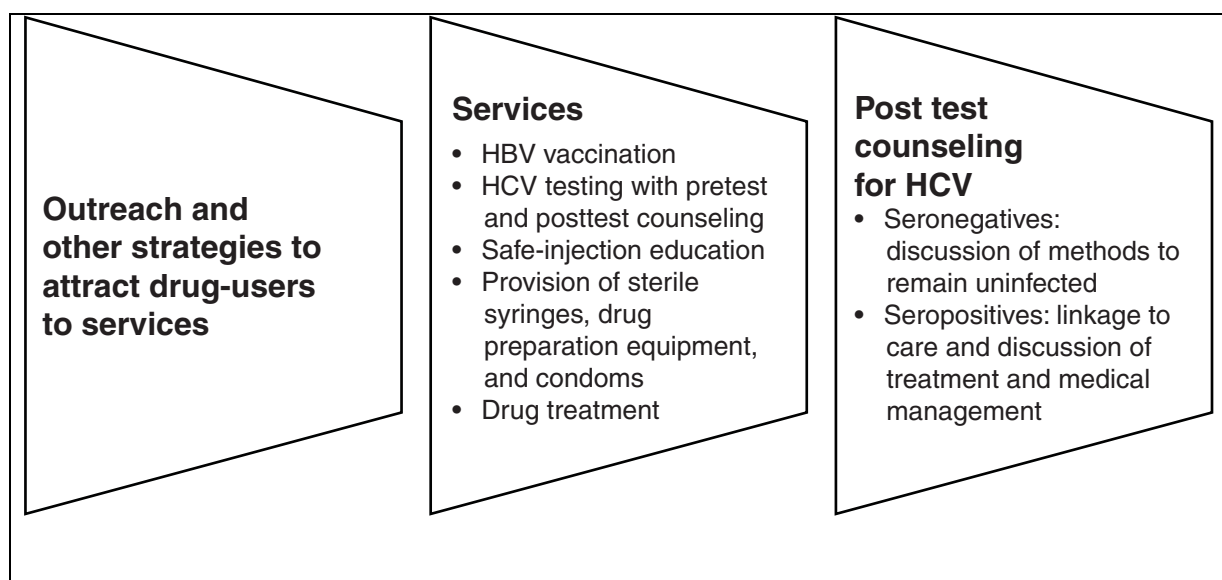 Outreach and
other strategies to
attract drug-users
to services
Services
• HBV vaccination
• HCV testing with pretest
and posttest counseling
• Safe-injection education
• Provision of sterile
syringes, drug
preparation equipment,
and condoms
• Drug treatment
Post test
counseling
for HCV
• Seronegatives:
discussion of methods to
remain uninfected
• Seropositives: linkage to
care and discussion of
treatment and medical
management